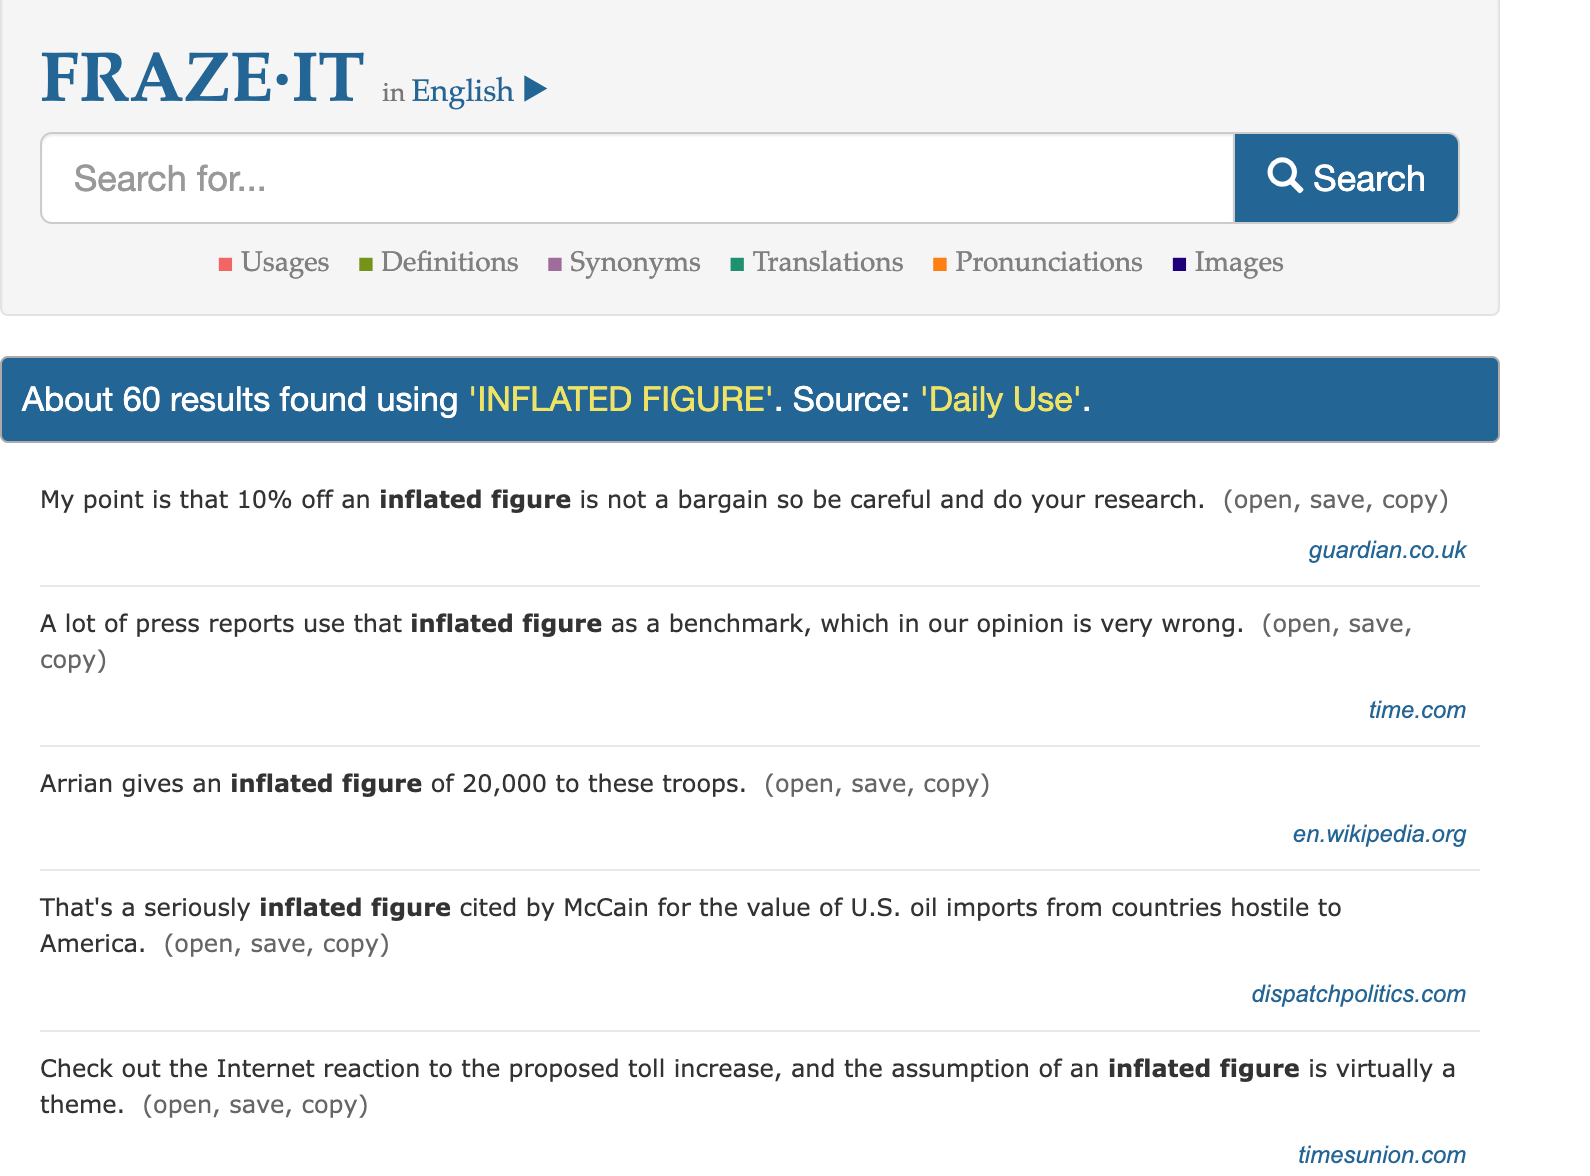 FRAZE·IT in English ▶
Search for...
Search
Usages Definitions Synonyms Translations Pronunciations Images
About 60 results found using 'INFLATED FIGURE'. Source: 'Daily Use'.
My point is that 10% off an inflated figure is not a bargain so be careful and do your research. (open, save, copy)
guardian.co.uk
A lot of press reports use that inflated figure as a benchmark, which in our opinion is very wrong. (open, save,
copy)
time.com
Arrian gives an inflated figure of 20,000 to these troops. (open, save, copy)
en.wikipedia.org
That's a seriously inflated figure cited by McCain for the value of U.S. oil imports from countries hostile to
America. (open, save, copy)
dispatchpolitics.com
Check out the Internet reaction to the proposed toll increase, and the assumption of an inflated figure is virtually a
theme. (open, save, copy)
timesunion.com